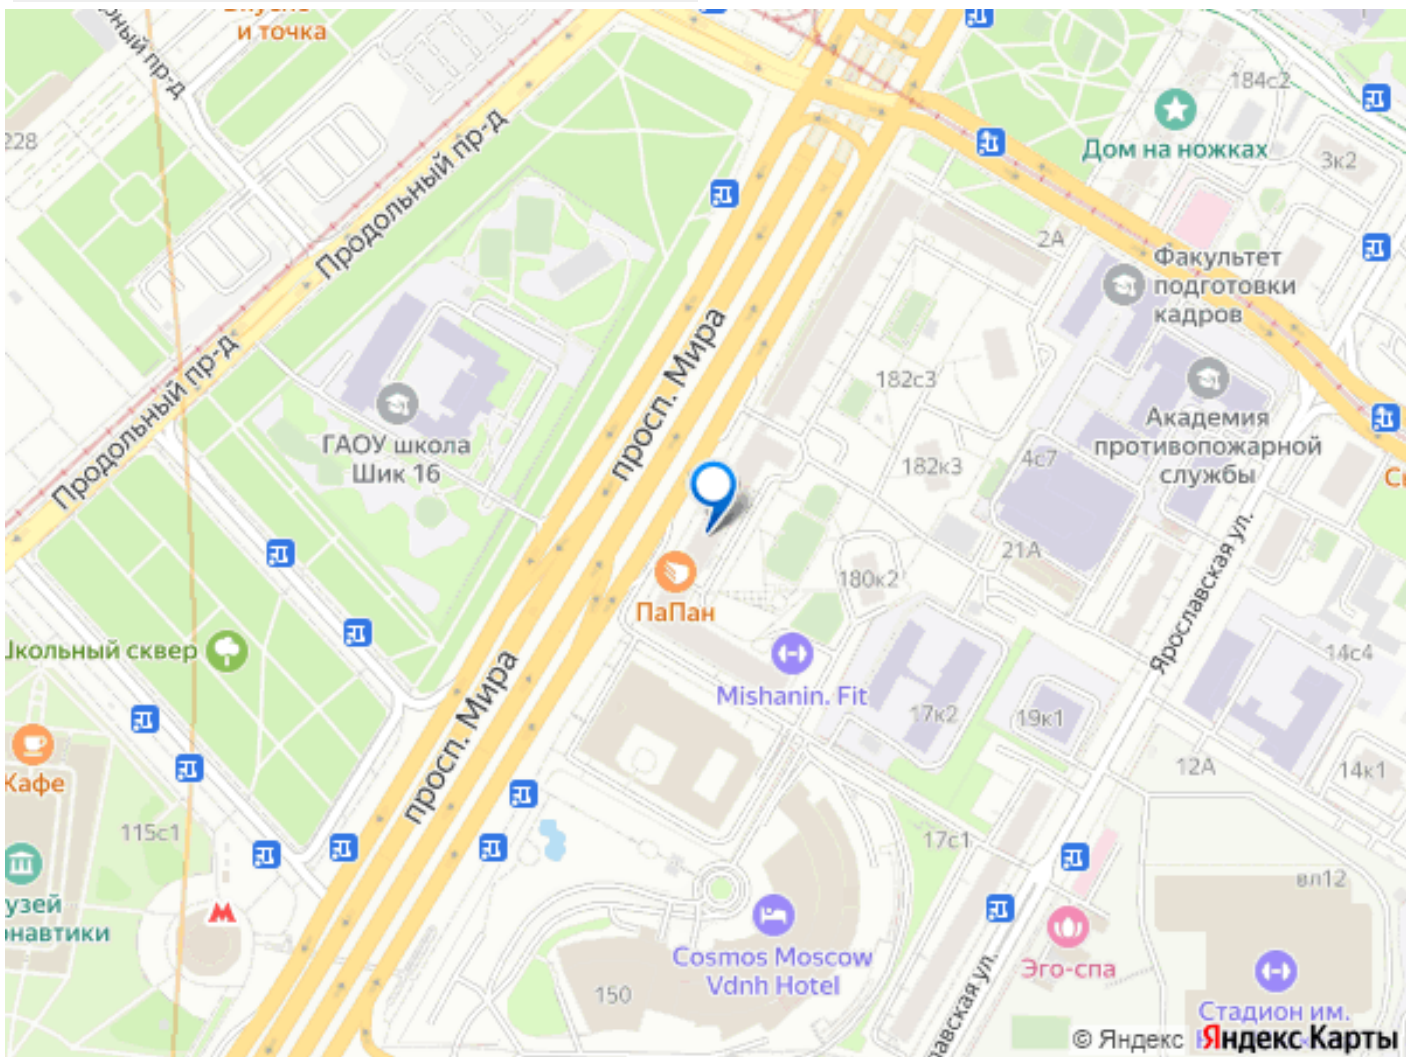 и точка
228
184с2
Дом на ножках
3к2
Продольный пр-д
2А
Факультет
подготовки
кадров
просп. Мира
Продольный пр-д
182с3
ГАОУ школа
Шик 16
Академия
противопожарной
службы
182к3
4с7
21А
180к2
ПаПан
Ярославская ул.
Школьный сквер
Mishanin. Fit
14с4
просп. Мира
17к2
19к1
12А
14к1
Кафе
115с1
17с1
вл12
Cosmos Moscow
Vdnh Hotel
150
Эго-спа
Стадион им.
© Яндекс Яндекс Карты